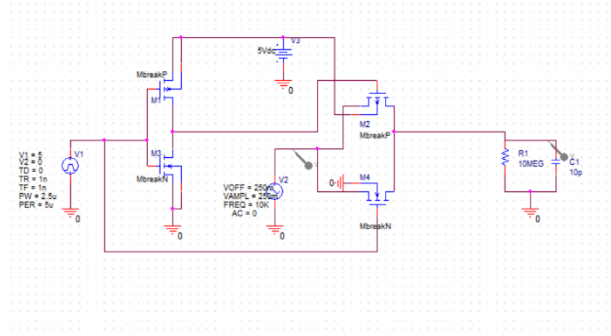 V3
5Vdc
0
MbreakP
M1
M2
MbreakP
V1 = 5
V2 = 0
TD = 0
TR = 1n
TF = 1n
PW = 2.5u
PER = 5u
V1
0
M3
MbreakN
0
V2
VOFF = 250m
VAMPL = 250m
FREQ = 10K
AC = 0
0
0
M4
MbreakN
R1
10MEG
C1
10p
0